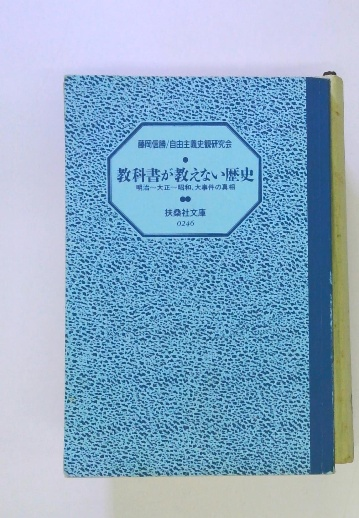 藤岡信勝/自由主義史観研究会
教科書が教えない歴史
明治—大正—昭和、大事件の真相
扶桑社文庫
0246